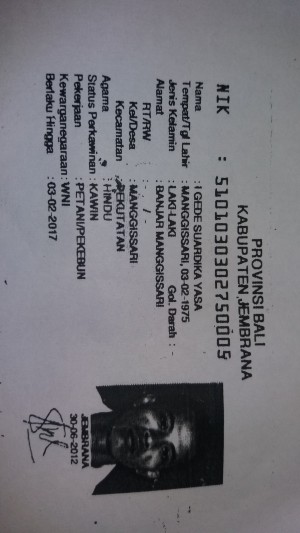 PROVINSI BALI
KABUPATEN JEMBRANA
NIK : 5101030302750005
Nama : I GEDE SUARDIKA YASA
Tempat/Tgl Lahir : MANGGISSARI, 03-02-1975
Jenis Kelamin : LAKI-LAKI Gol. Darah : -
Alamat : BANJAR MANGGISSARI
RT/RW : - / -
Kel/Desa : MANGGISSARI
Kecamatan : PEKUTATAN
Agama : HINDU
Status Perkawinan : KAWIN
Pekerjaan : PETANI/PEKEBUN
Kewarganegaraan : WNI
Berlaku Hingga : 03-02-2017
JEMBRANA
30-06-2012